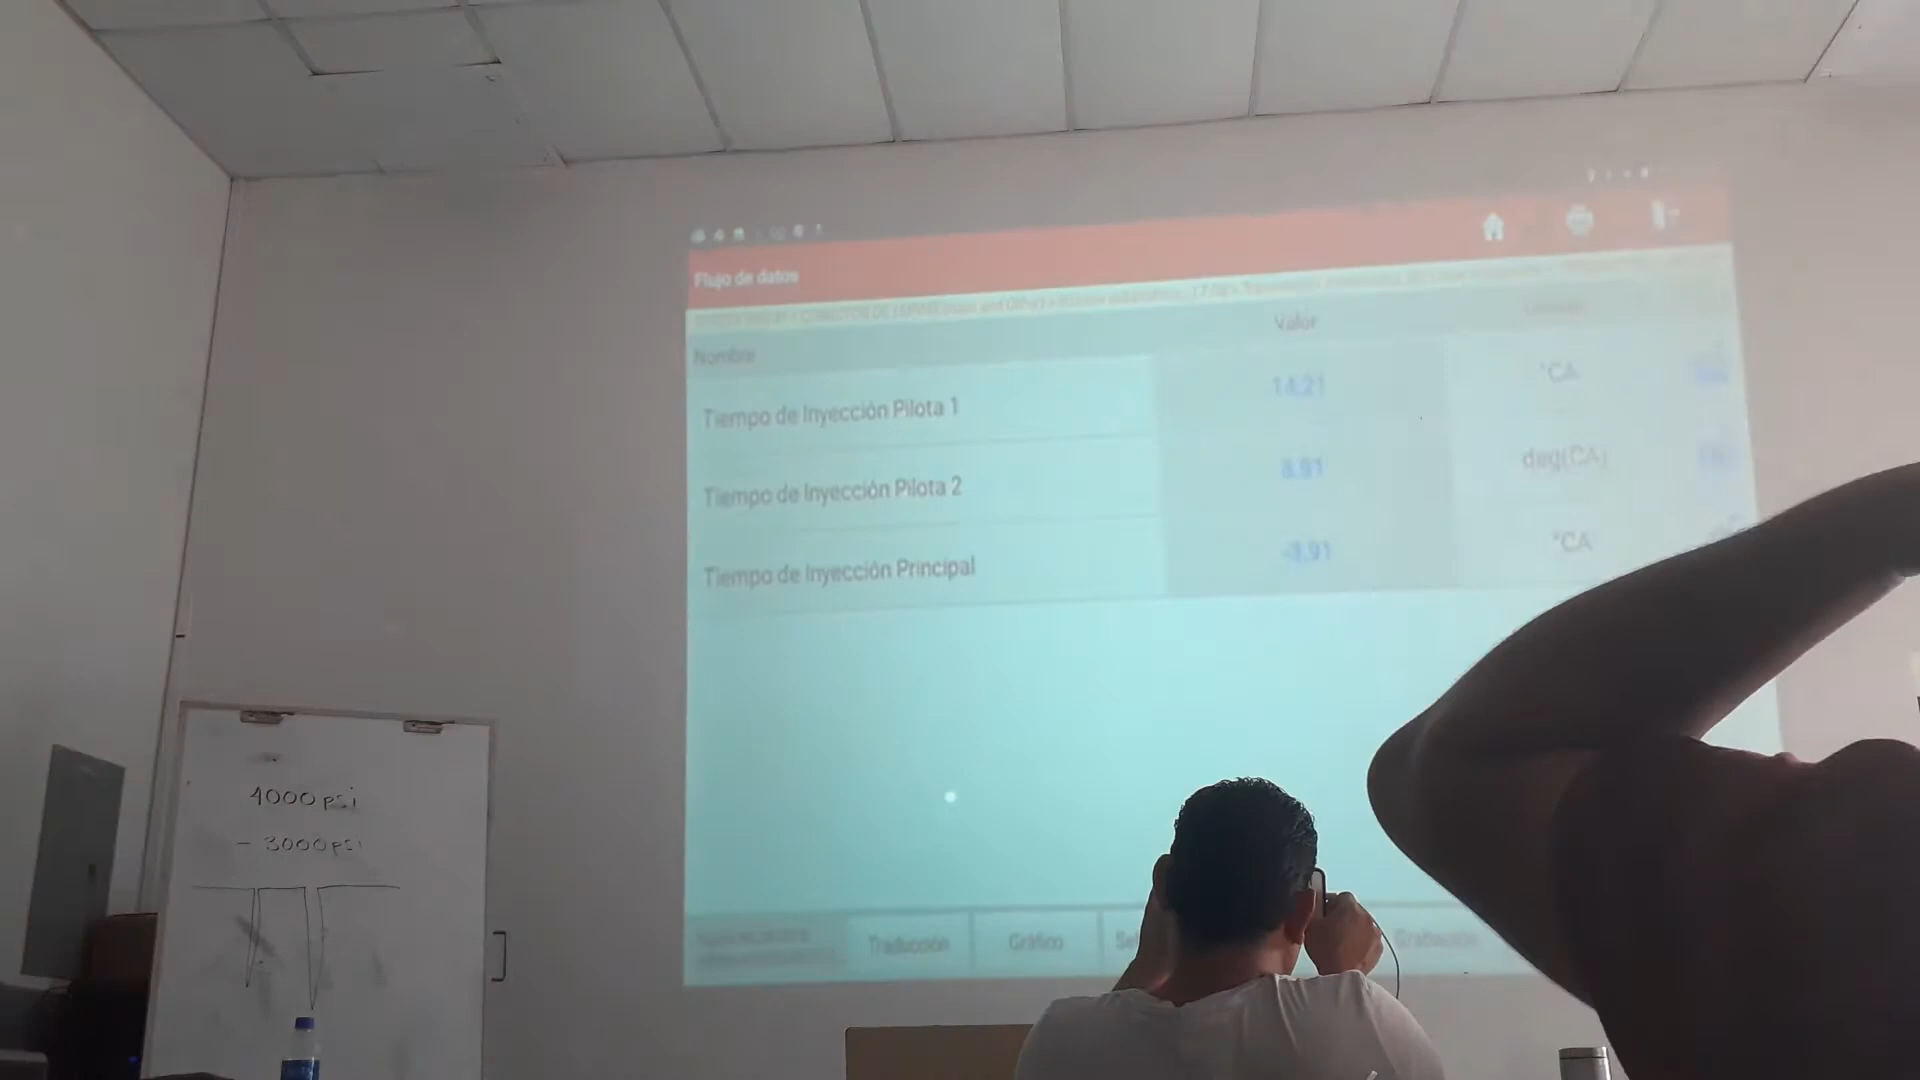 Flujo de datos
Nombre
Valor
Tiempo de Inyección Pilota 1
14.21
°CA
Tiempo de Inyección Pilota 2
8.91
deg(CA)
Tiempo de Inyección Principal
-3.91
°CA
Traducción
Gráfico
Sel
Grabación
4000 psi
- 3000 psi